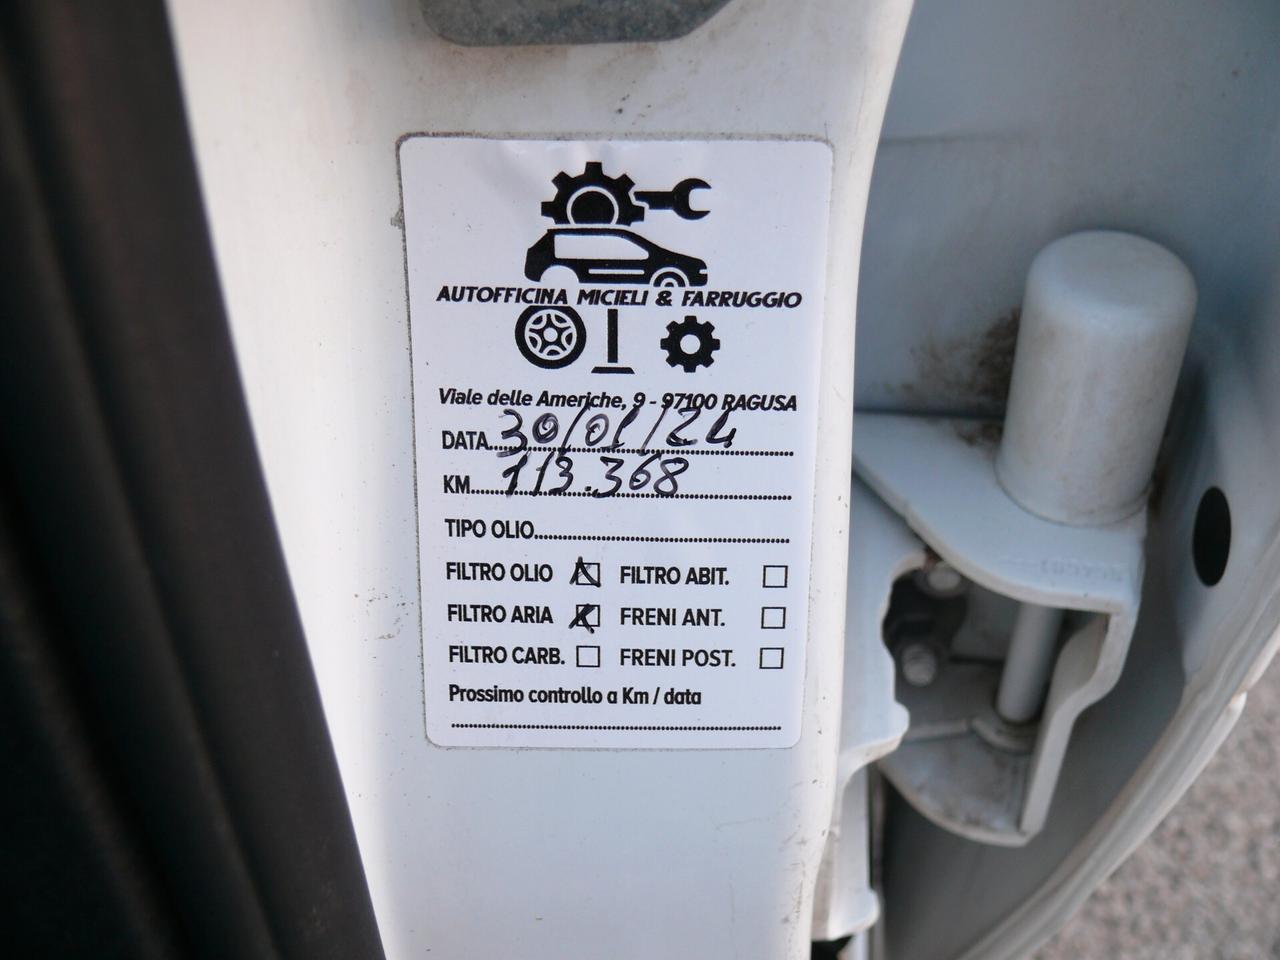 AUTOFFICINA MICIELI & FARRUGGIO
Viale delle Americhe, 9 - 97100 RAGUSA
DATA 30/01/24
KM 113.368
TIPO OLIO
FILTRO OLIO FILTRO ABIT.
FILTRO ARIA FRENI ANT.
FILTRO CARB. FRENI POST.
Prossimo controllo a Km / data